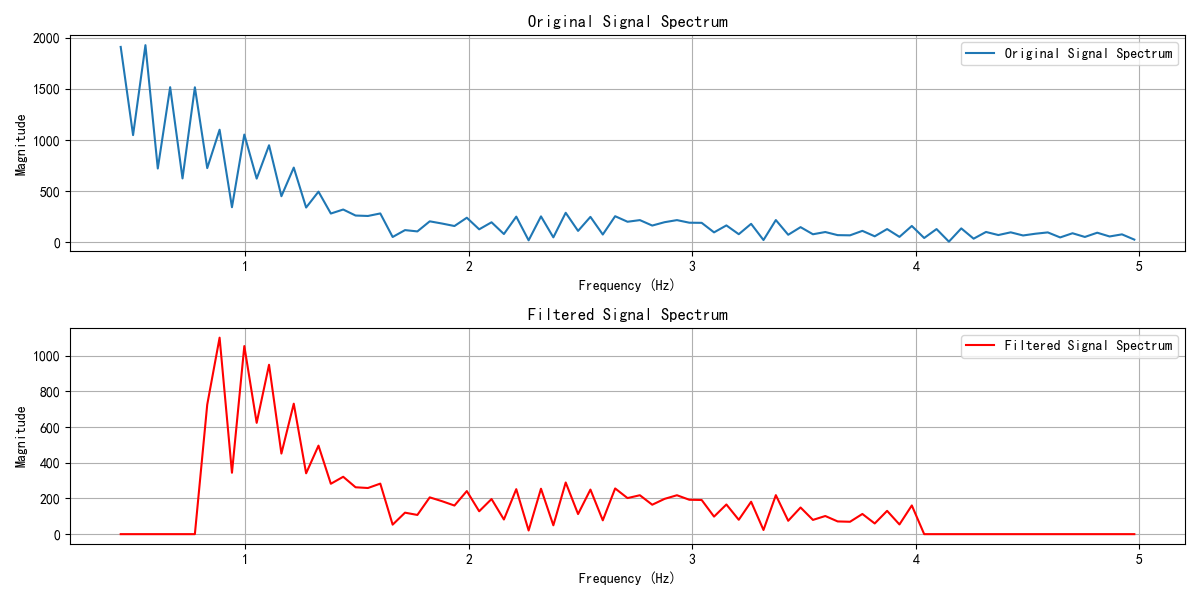 Original Signal Spectrum
2000
1500
1000
500
0
Magnitude
Original Signal Spectrum
1 2 3 4 5
Frequency (Hz)
Filtered Signal Spectrum
1000
800
600
400
200
0
Magnitude
Filtered Signal Spectrum
1 2 3 4 5
Frequency (Hz)